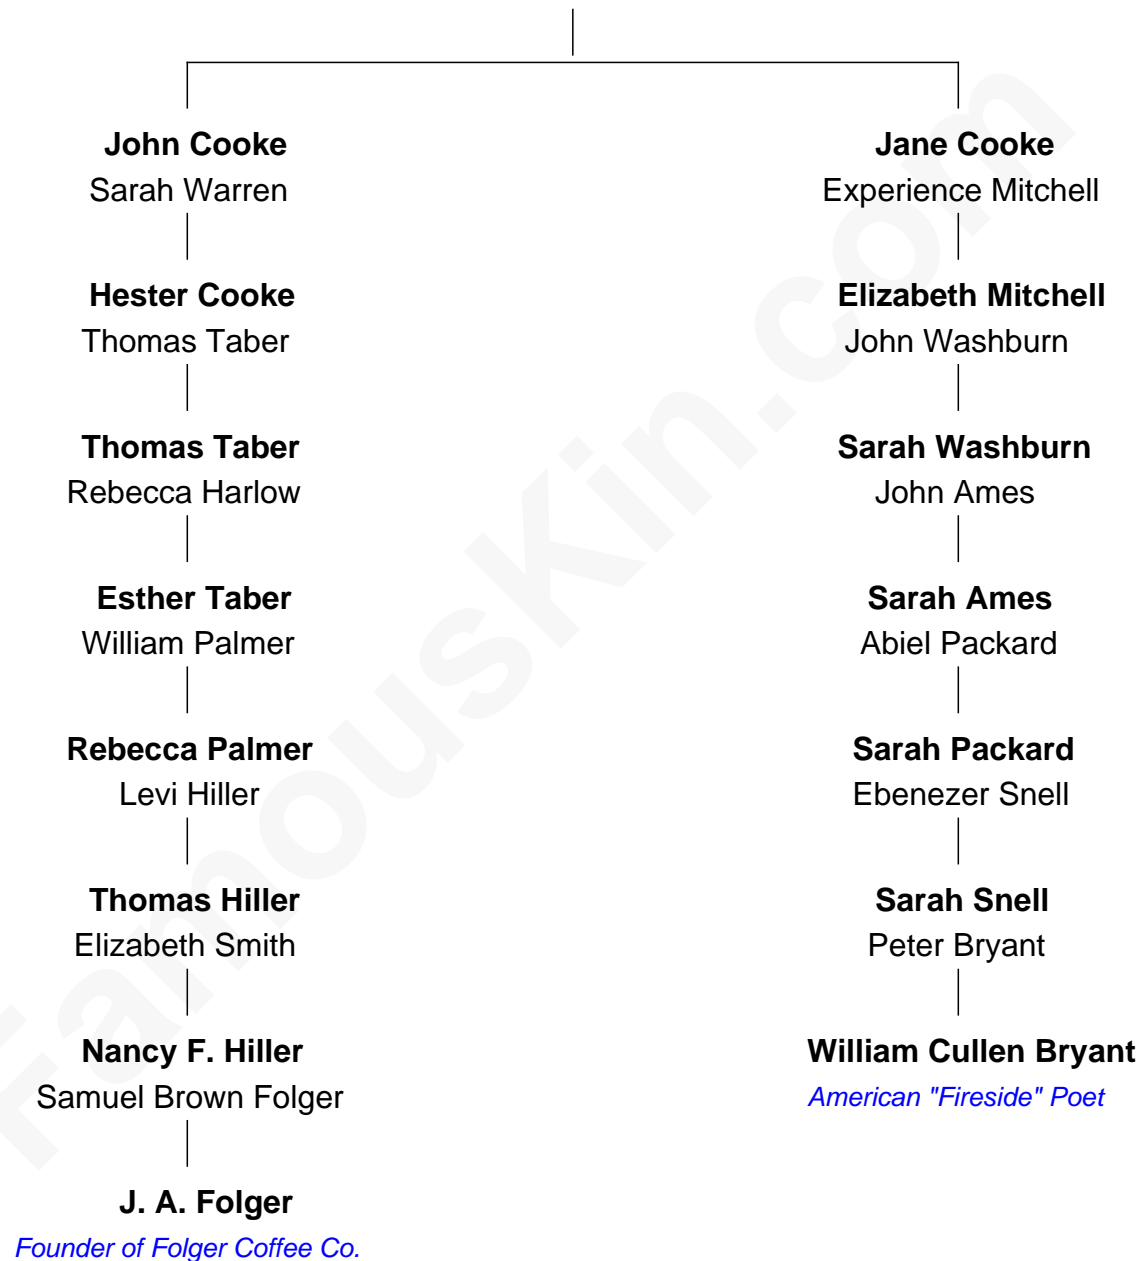 John Cooke
Sarah Warren
Jane Cooke
Experience Mitchell
Hester Cooke
Thomas Taber
Elizabeth Mitchell
John Washburn
Thomas Taber
Rebecca Harlow
Sarah Washburn
John Ames
Esther Taber
William Palmer
Sarah Ames
Abiel Packard
Rebecca Palmer
Levi Hiller
Sarah Packard
Ebenezer Snell
Thomas Hiller
Elizabeth Smith
Sarah Snell
Peter Bryant
Nancy F. Hiller
Samuel Brown Folger
William Cullen Bryant
American "Fireside" Poet
J. A. Folger
Founder of Folger Coffee Co.
FamousKin.com